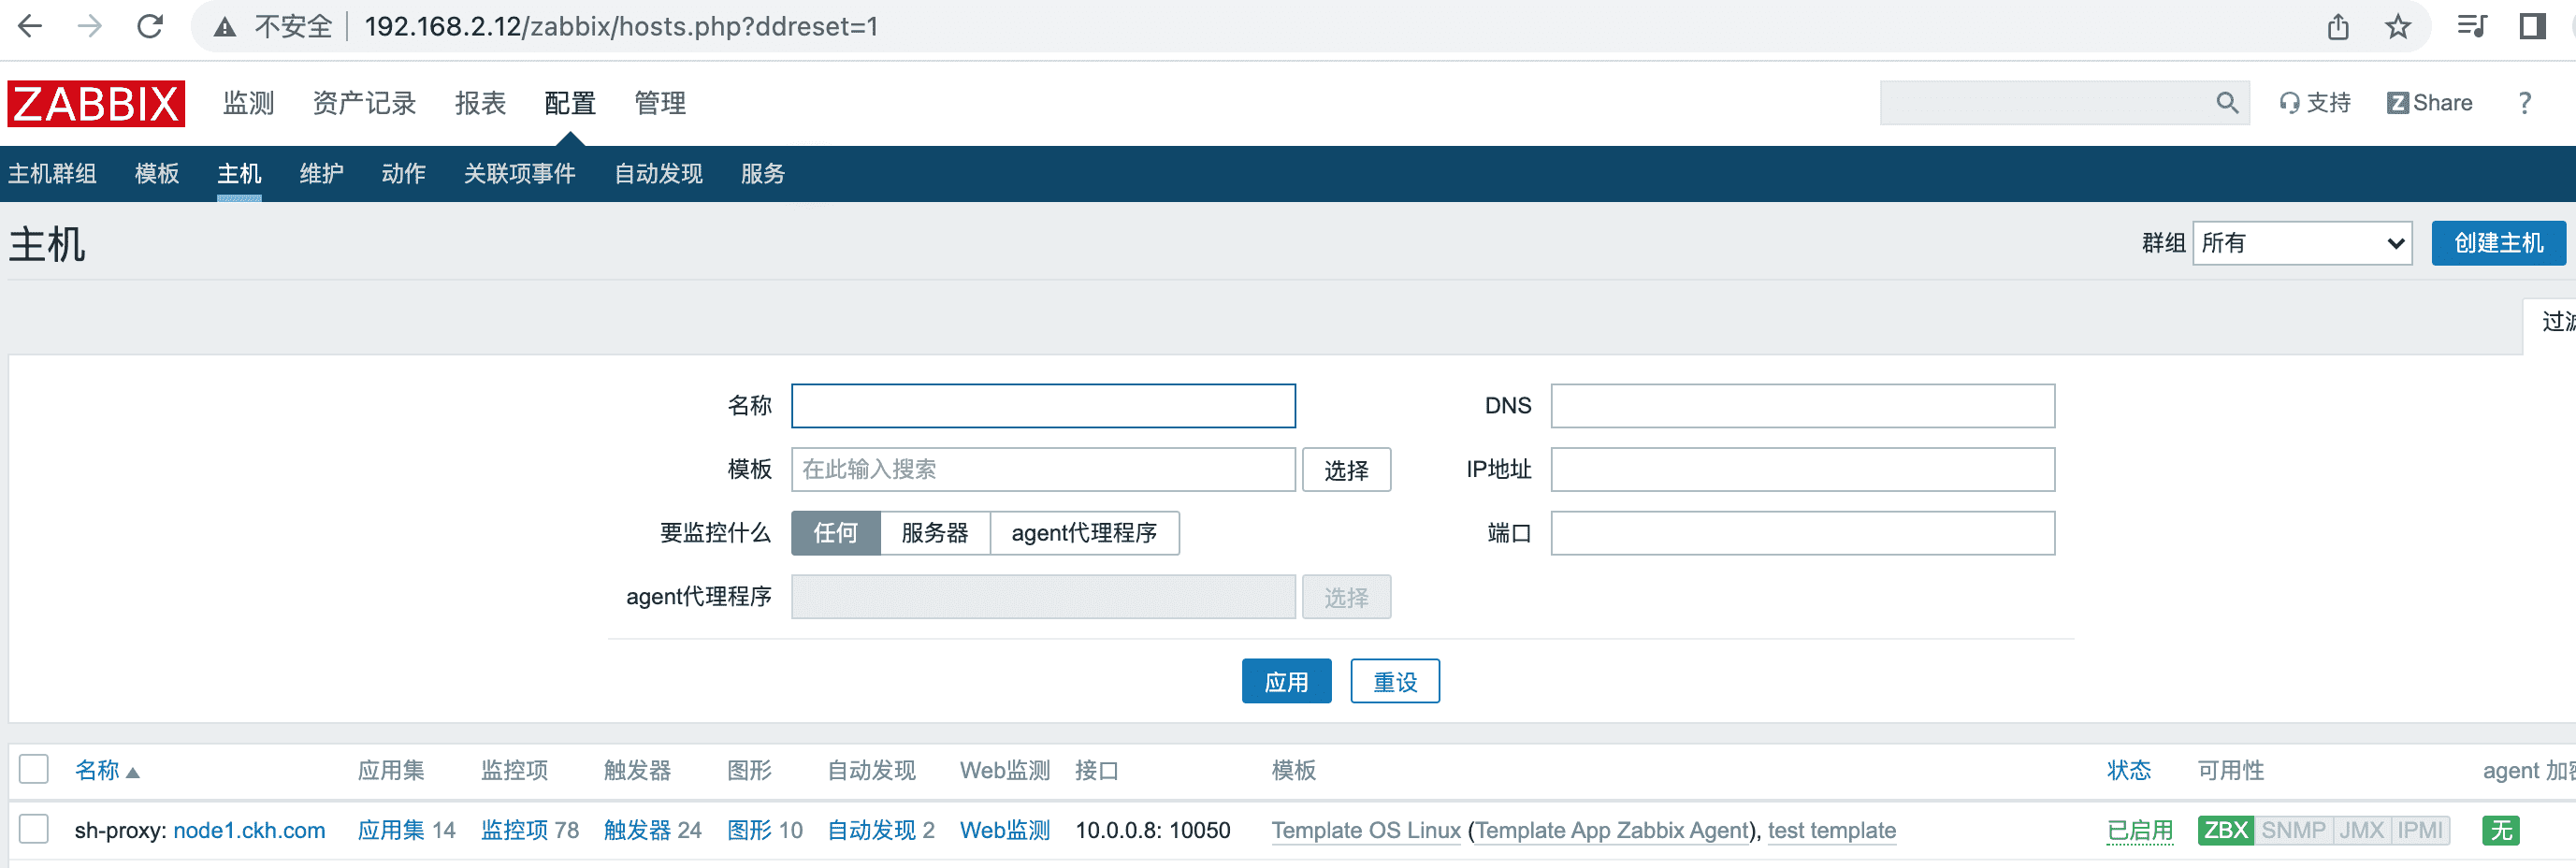 不安全 192.168.2.12/zabbix/hosts.php?ddreset=1
ZABBIX 监测 资产记录 报表 配置 管理 支持 Z Share ?
主机群组 模板 主机 维护 动作 关联项事件 自动发现 服务
主机 群组 所有 创建主机
过滤
名称 DNS
模板 在此输入搜索 选择 IP地址
要监控什么 任何 服务器 agent代理程序 端口
agent代理程序 选择
应用 重设
名称 应用集 监控项 触发器 图形 自动发现 Web监测 接口 模板 状态 可用性 agent 加密
sh-proxy: node1.ckh.com 应用集 14 监控项 78 触发器 24 图形 10 自动发现 2 Web监测 10.0.0.8: 10050 Template OS Linux (Template App Zabbix Agent), test template 已启用 ZBX SNMP JMX IPMI 无